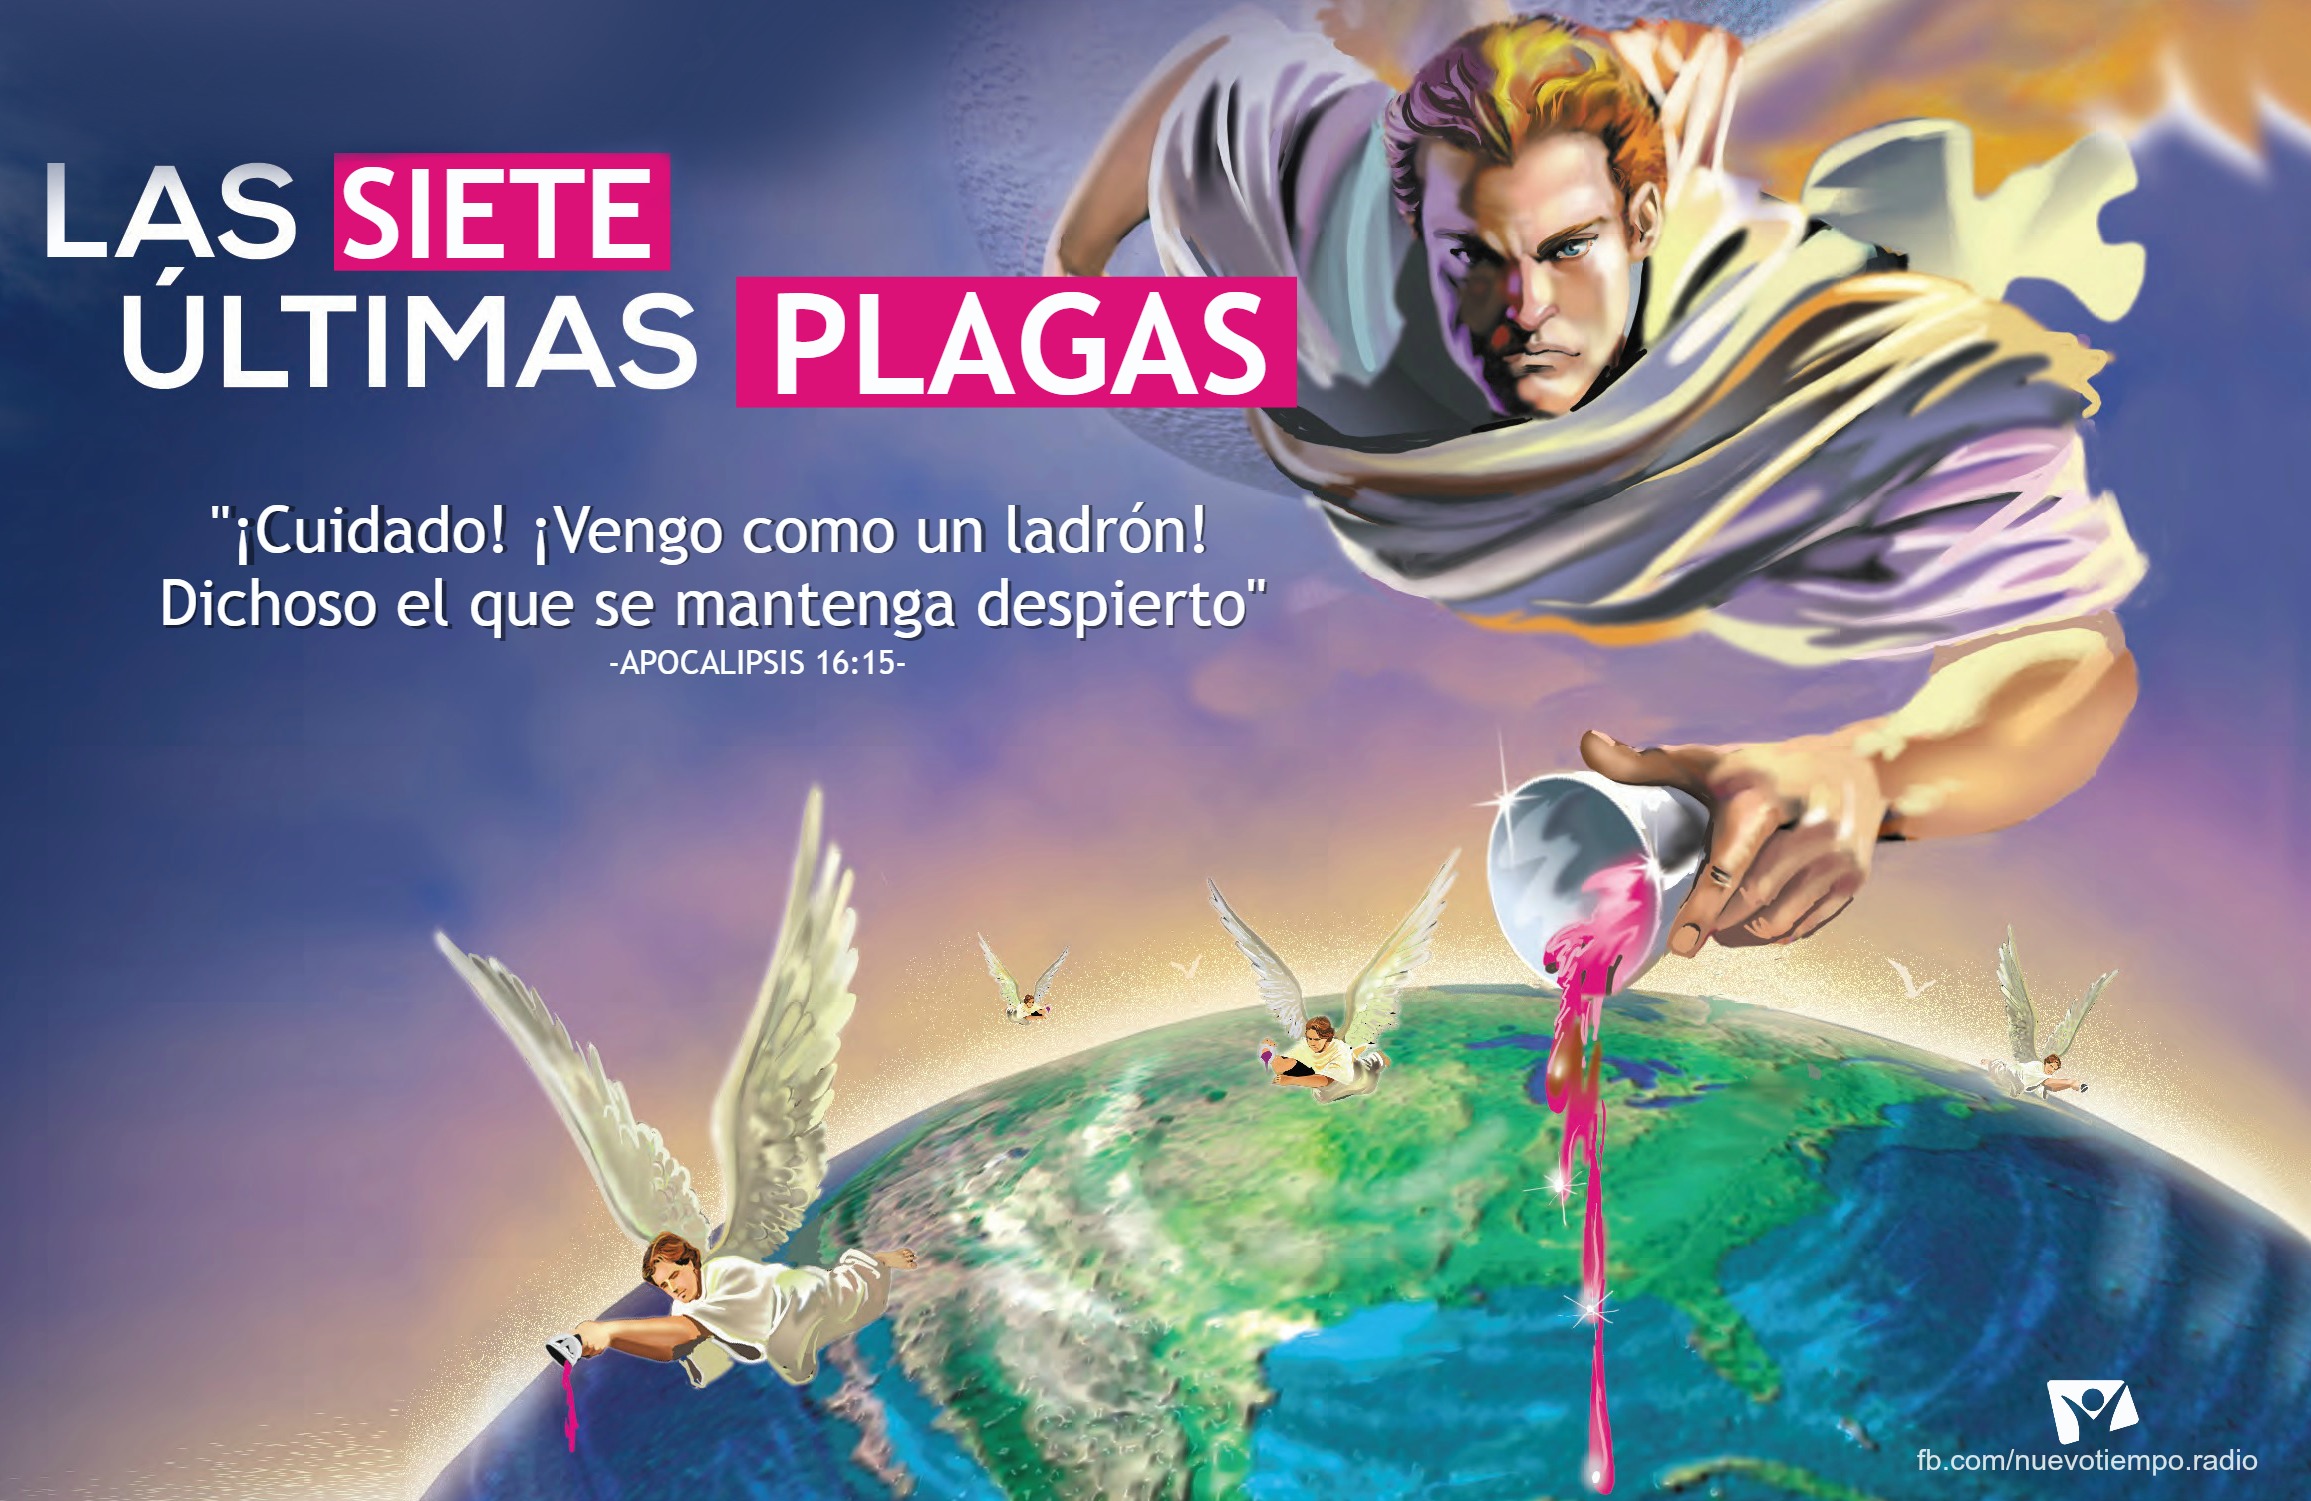 LAS SIETE
ÚLTIMAS PLAGAS
"¡Cuidado! ¡Vengo como un ladrón!
Dichoso el que se mantenga despierto"
-APOCALIPSIS 16:15-
fb.com/nuevotiempo.radio